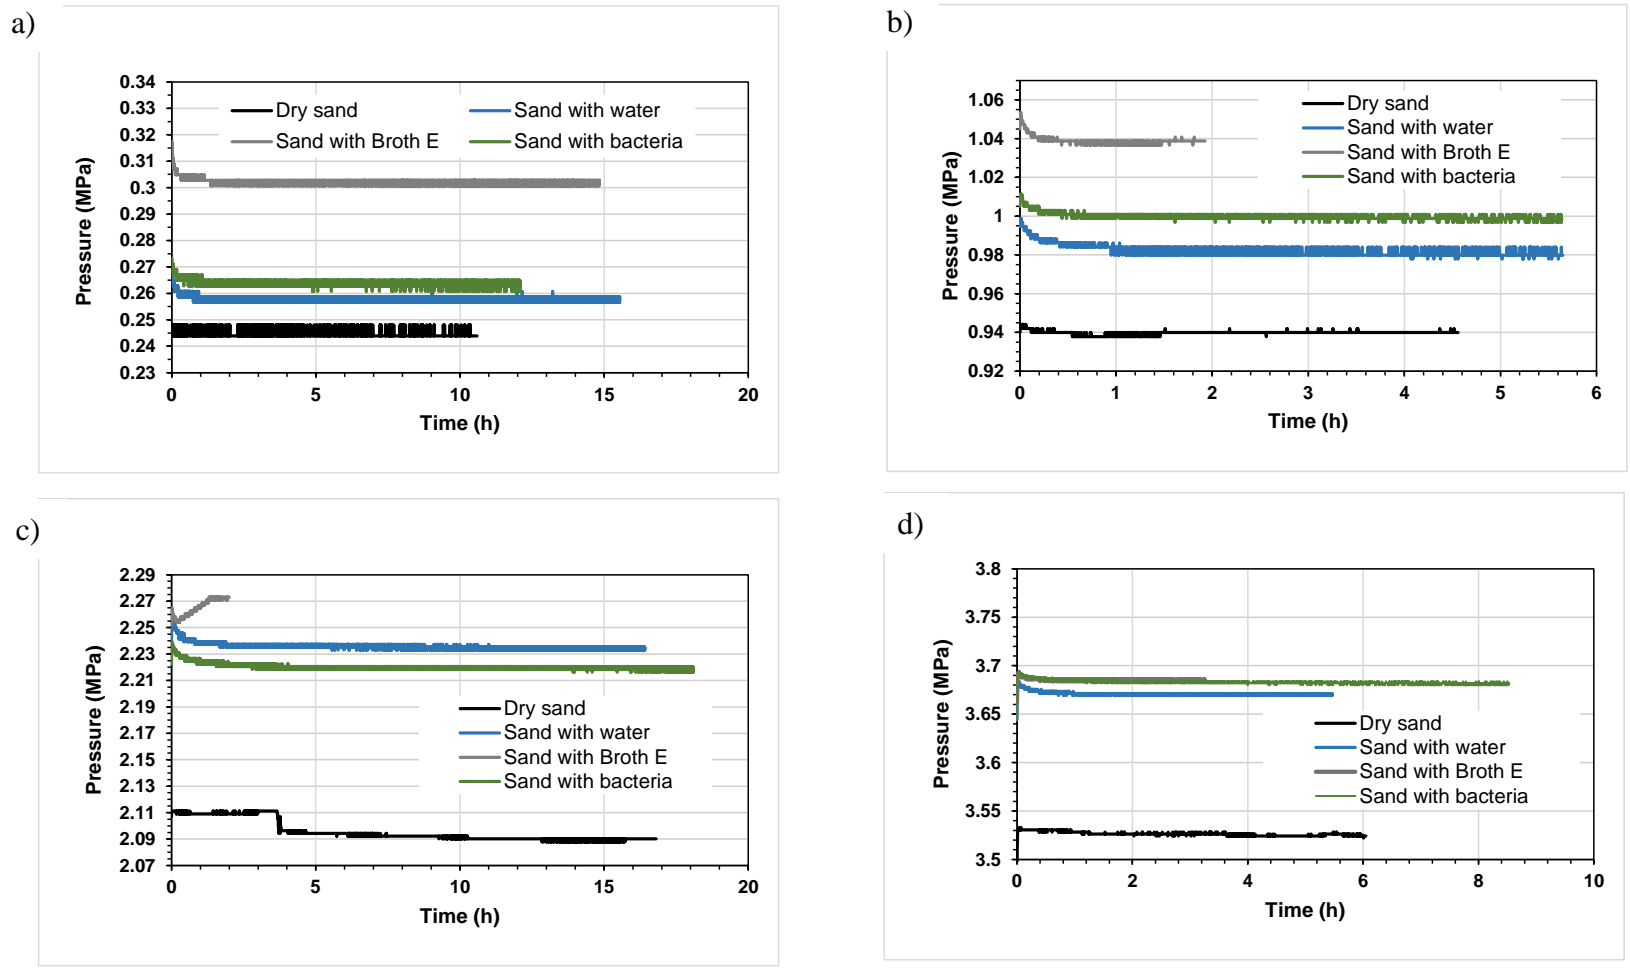 a)
0.34
0.33
0.32
0.31
0.3
0.29
0.28
0.27
0.26
0.25
0.24
0.23
Pressure (MPa)
Dry sand
Sand with water
Sand with Broth E
Sand with bacteria
0 5 10 15 20
Time (h)
b)
1.06
1.04
1.02
1
0.98
0.96
0.94
0.92
Pressure (MPa)
Dry sand
Sand with water
Sand with Broth E
Sand with bacteria
0 1 2 3 4 5 6
Time (h)
c)
2.29
2.27
2.25
2.23
2.21
2.19
2.17
2.15
2.13
2.11
2.09
2.07
Pressure (MPa)
Dry sand
Sand with water
Sand with Broth E
Sand with bacteria
0 5 10 15 20
Time (h)
d)
3.8
3.75
3.7
3.65
3.6
3.55
3.5
Pressure (MPa)
Dry sand
Sand with water
Sand with Broth E
Sand with bacteria
0 2 4 6 8 10
Time (h)